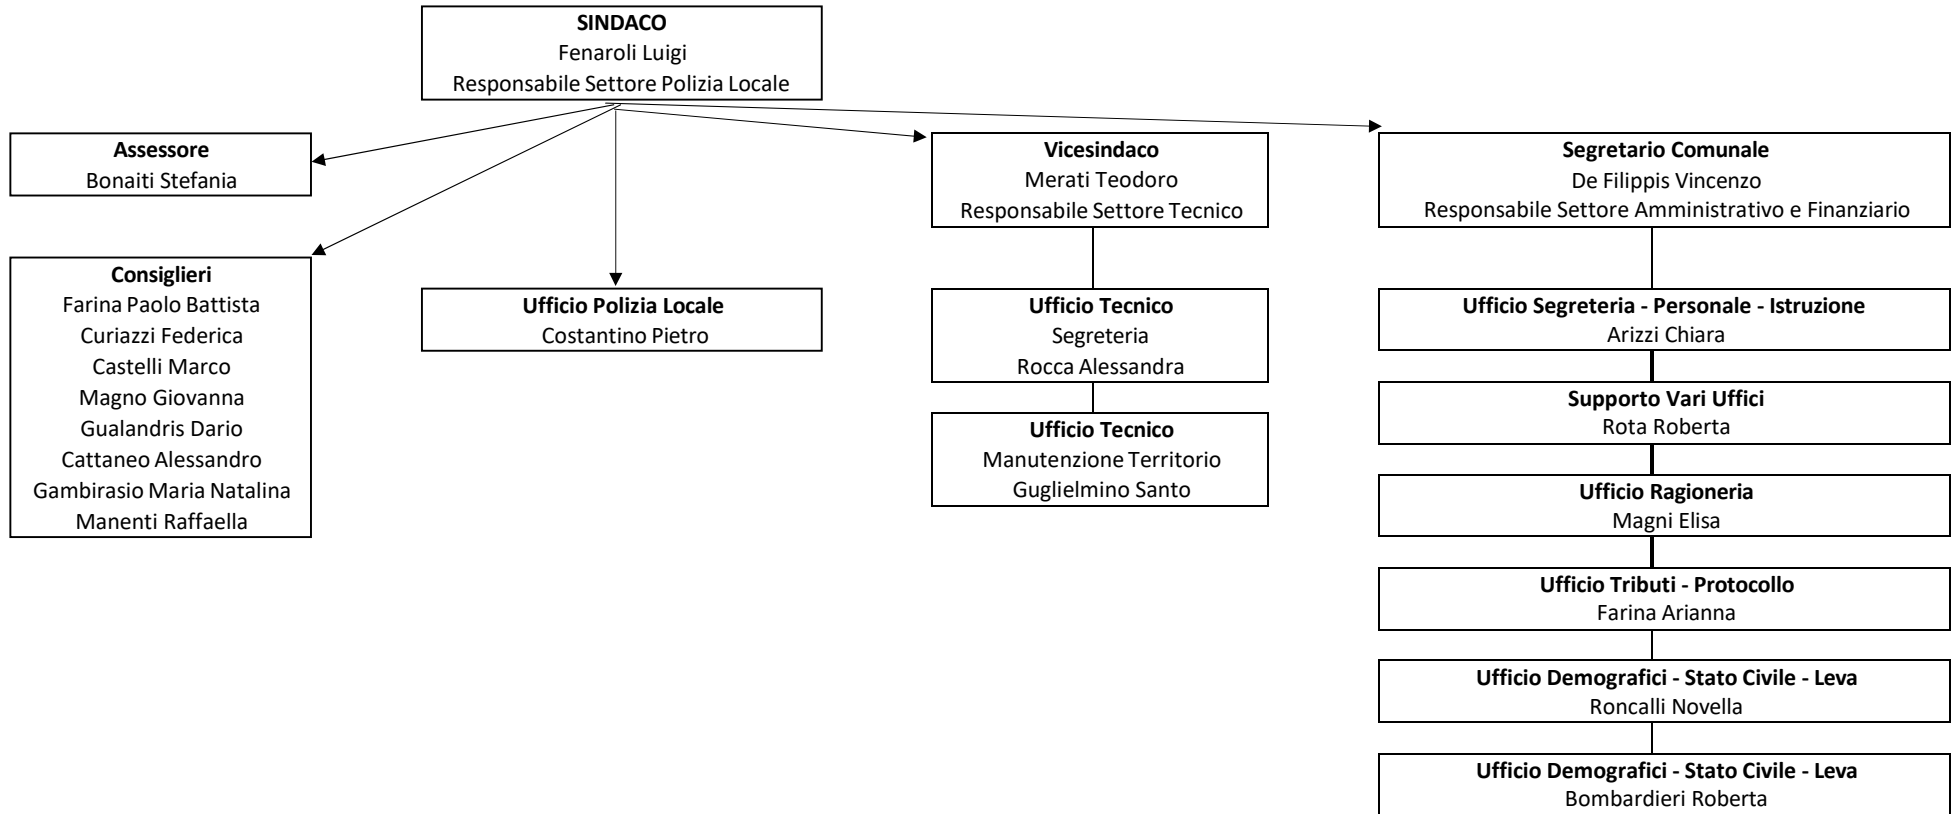 SINDACO
Fenaroli Luigi
Responsabile Settore Polizia Locale
Assessore
Bonaiti Stefania
Consiglieri
Farina Paolo Battista
Curiazzi Federica
Castelli Marco
Magno Giovanna
Gualandris Dario
Cattaneo Alessandro
Gambirasio Maria Natalina
Manenti Raffaella
Ufficio Polizia Locale
Costantino Pietro
Vicesindaco
Merati Teodoro
Responsabile Settore Tecnico
Ufficio Tecnico
Segreteria
Rocca Alessandra
Ufficio Tecnico
Manutenzione Territorio
Guglielmino Santo
Segretario Comunale
De Filippis Vincenzo
Responsabile Settore Amministrativo e Finanziario
Ufficio Segreteria - Personale - Istruzione
Arizzi Chiara
Supporto Vari Uffici
Rota Roberta
Ufficio Ragioneria
Magni Elisa
Ufficio Tributi - Protocollo
Farina Arianna
Ufficio Demografici - Stato Civile - Leva
Roncalli Novella
Ufficio Demografici - Stato Civile - Leva
Bombardieri Roberta